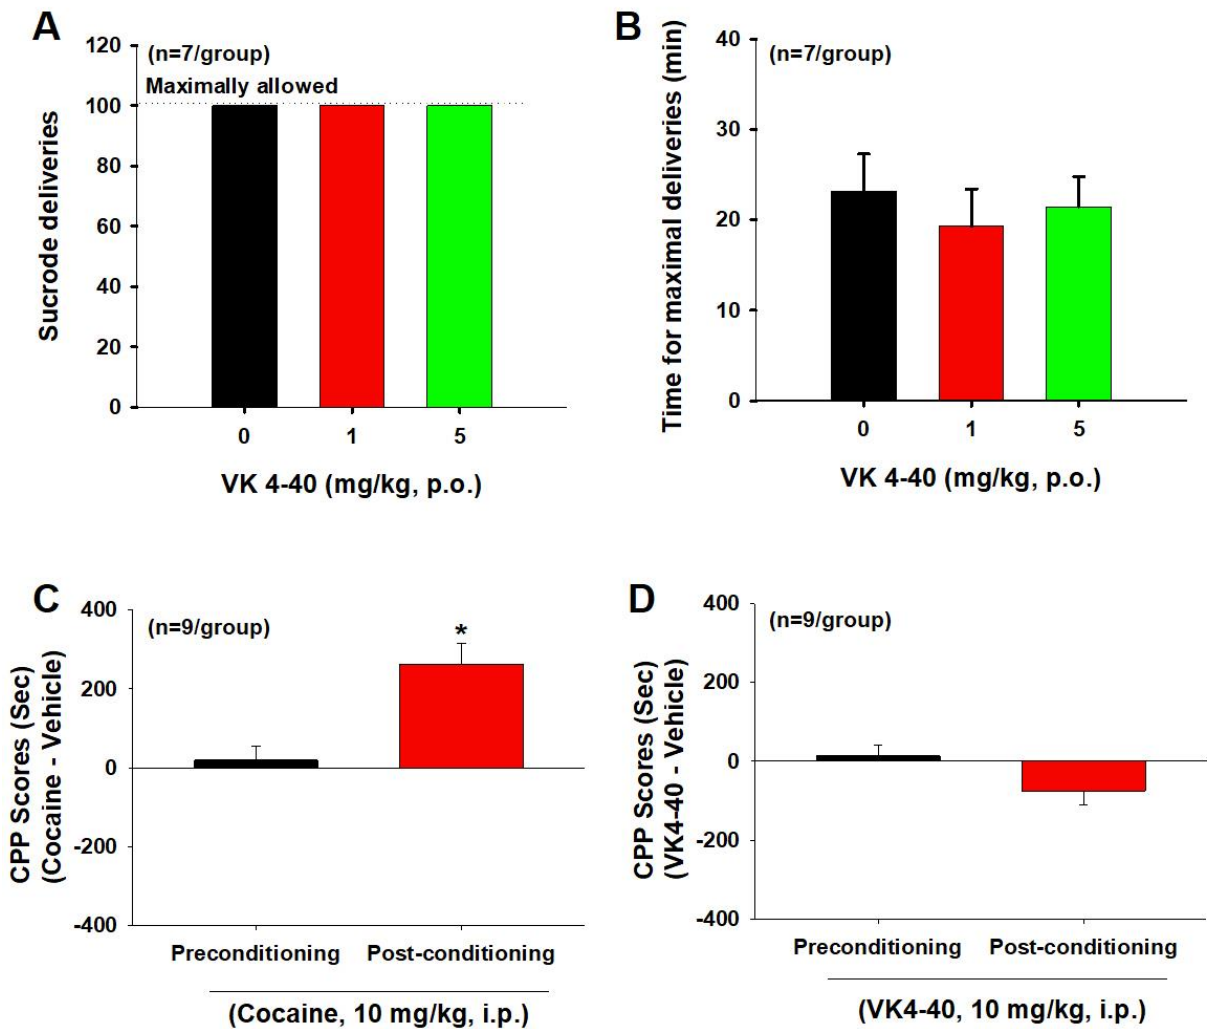 A
(n=7/group)
Maximally allowed
120
100
80
60
40
20
0
Sucrode deliveries
0 1 5
VK 4-40 (mg/kg, p.o.)
B
(n=7/group)
40
30
20
10
0
Time for maximal deliveries (min)
0 1 5
VK 4-40 (mg/kg, p.o.)
C
(n=9/group)
*
400
200
0
-200
-400
CPP Scores (Sec)
(Cocaine - Vehicle)
Preconditioning Post-conditioning
(Cocaine, 10 mg/kg, i.p.)
D
(n=9/group)
400
200
0
-200
-400
CPP Scores (Sec)
(VK4-40 - Vehicle)
Preconditioning Post-conditioning
(VK4-40, 10 mg/kg, i.p.)